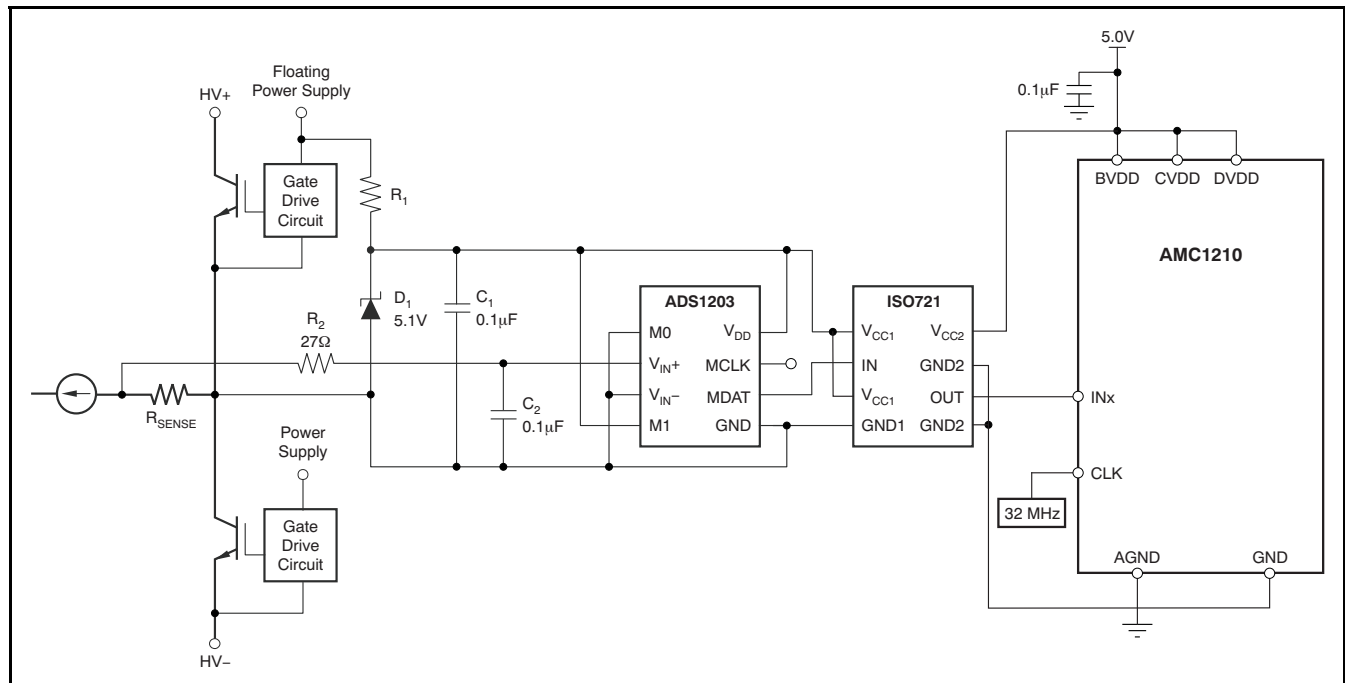 5.0V
0.1µF
Floating
Power Supply
HV+
Gate
Drive
Circuit
R1
BVDD CVDD DVDD
AMC1210
D1
5.1V
C1
0.1µF
ADS1203
M0
VIN+
VIN−
M1
VDD
MCLK
MDAT
GND
ISO721
VCC1
IN
VCC1
GND1
VCC2
GND2
OUT
GND2
R2
27Ω
C2
0.1µF
RSENSE
INx
CLK
32 MHz
Power
Supply
Gate
Drive
Circuit
AGND GND
HV−